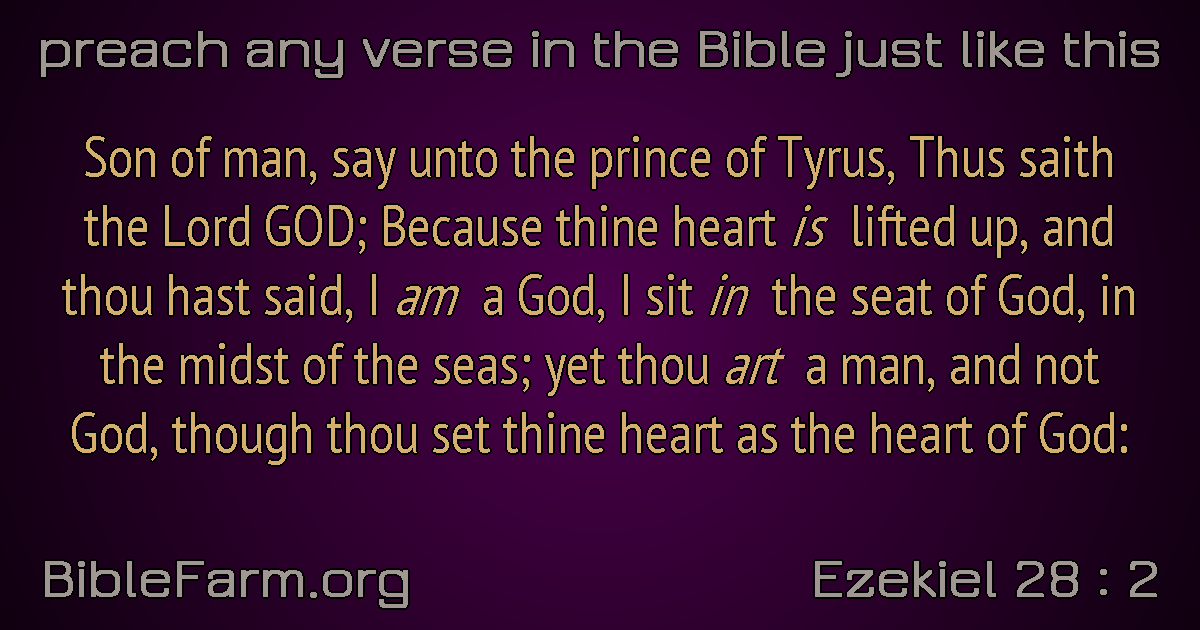 preach any verse in the Bible just like this
Son of man, say unto the prince of Tyrus, Thus saith
the Lord GOD; Because thine heart is lifted up, and
thou hast said, I am a God, I sit in the seat of God, in
the midst of the seas; yet thou art a man, and not
God, though thou set thine heart as the heart of God:
BibleFarm.org
Ezekiel 28 : 2